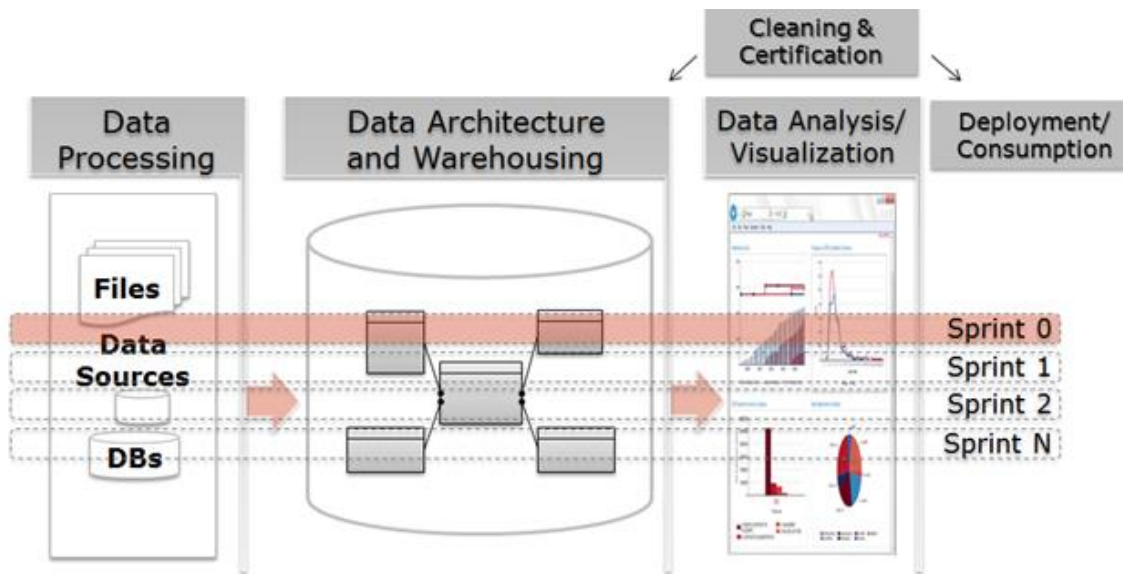 Cleaning &
Certification
Data
Processing
Data Architecture
and Warehousing
Data Analysis/
Visualization
Deployment/
Consumption
Files
Data
Sources
DBs
Sprint 0
Sprint 1
Sprint 2
Sprint N